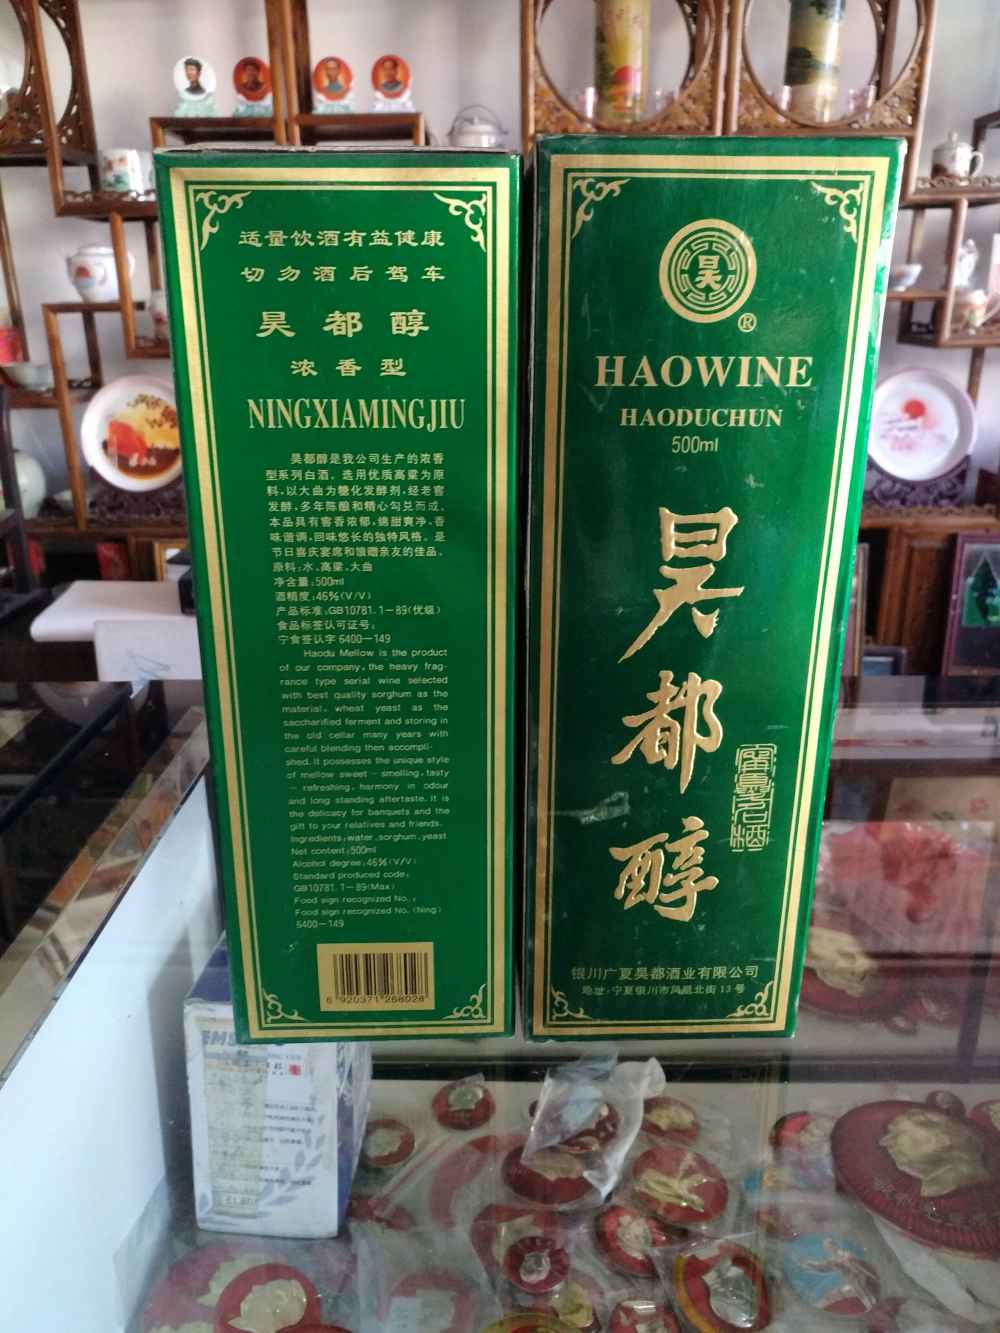 适量饮酒有益健康
切勿酒后驾车
昊都醇
浓香型
NINGXIAMINGJIU
昊都醇是我公司生产的浓香
型系列白酒。选用优质高粱为原
料,以大曲为糖化发酵剂,经老窖
发酵,多年陈酿和精心勾兑而成。
本品具有窖香浓郁,绵甜爽净,香
味谐调,回味悠长的独特风格。是
节日喜庆宴席和馈赠亲友的佳品。
原料:水、高粱、大曲
净含量:500ml
酒精度:46%(V/V)
产品标准:GB10781.1-89(优级)
食品标签认可证号:
宁食签认字6400-149
Haodu Mellow is the product
of our company, the heavy frag-
rance type serial wine selected
with best quality sorghum as the
material, wheat yeast as the
saccharified ferment and storing in
the old cellar many years with
careful blending then accompli-
shed. It possesses the unique style
of mellow sweet - smelling, tasty
- refreshing, harmony in odour
and long standing aftertaste. It is
the delicacy for banquets and the
gift to your relatives and friends.
Ingredients: water, sorghum, yeast
Net content: 500ml
Alcohol degree: 46%(V/V)
Standard produced code:
GB10781.1-89(Max)
Food sign recognized No.:
Food sign recognized No.(Ning)
6400-149
6 920371 268028
昊
®
HAOWINE
HAODUCHUN
500ml
昊都醇
宁夏名酒
银川广夏昊都酒业有限公司
地址:宁夏银川市凤凰北街13号